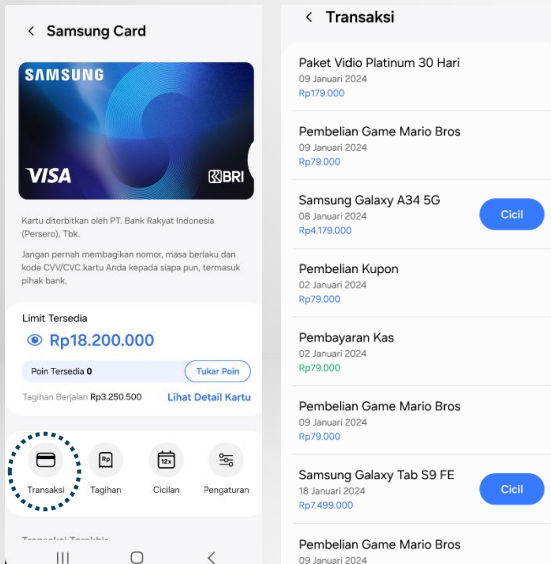 < Samsung Card
SAMSUNG
VISA
BRI
Kartu diterbitkan oleh PT. Bank Rakyat Indonesia
(Persero), Tbk.
Jangan pernah membagikan nomor, masa berlaku dan
kode CVV/CVC kartu Anda kepada siapa pun, termasuk
pihak bank.
Limit Tersedia
Rp18.200.000
Poin Tersedia 0
Tukar Poin
Tagihan Berjalan Rp3.250.500
Lihat Detail Kartu
Rp
12x
Transaksi
Tagihan
Cicilan
Pengaturan
< Transaksi
Paket Vidio Platinum 30 Hari
09 Januari 2024
Rp179.000
Pembelian Game Mario Bros
09 Januari 2024
Rp79.000
Samsung Galaxy A34 5G
08 Januari 2024
Rp4.179.000
Cicil
Pembelian Kupon
02 Januari 2024
Rp79.000
Pembayaran Kas
02 Januari 2024
Rp79.000
Pembelian Game Mario Bros
09 Januari 2024
Rp79.000
Samsung Galaxy Tab S9 FE
18 Januari 2024
Rp7.499.000
Cicil
Pembelian Game Mario Bros
09 Januari 2024